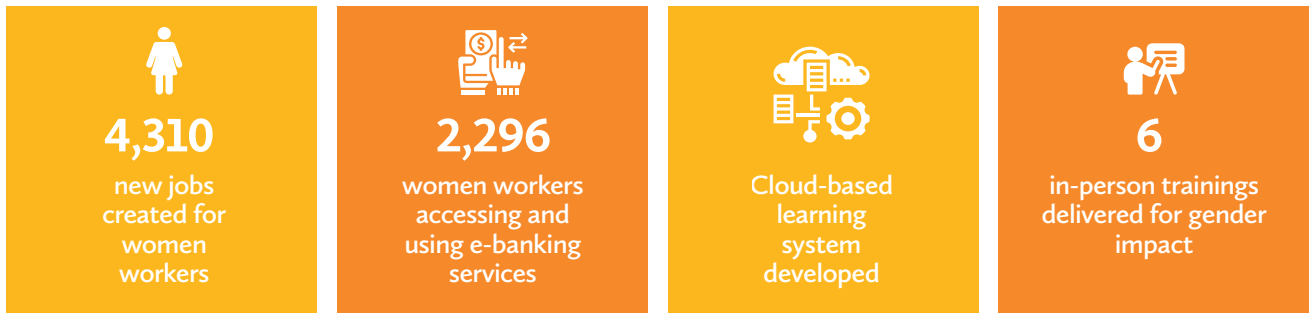 4,310
new jobs
created for
women
workers
2,296
women workers
accessing and
using e-banking
services
Cloud-based
learning
system
developed
6
in-person trainings
delivered for gender
impact